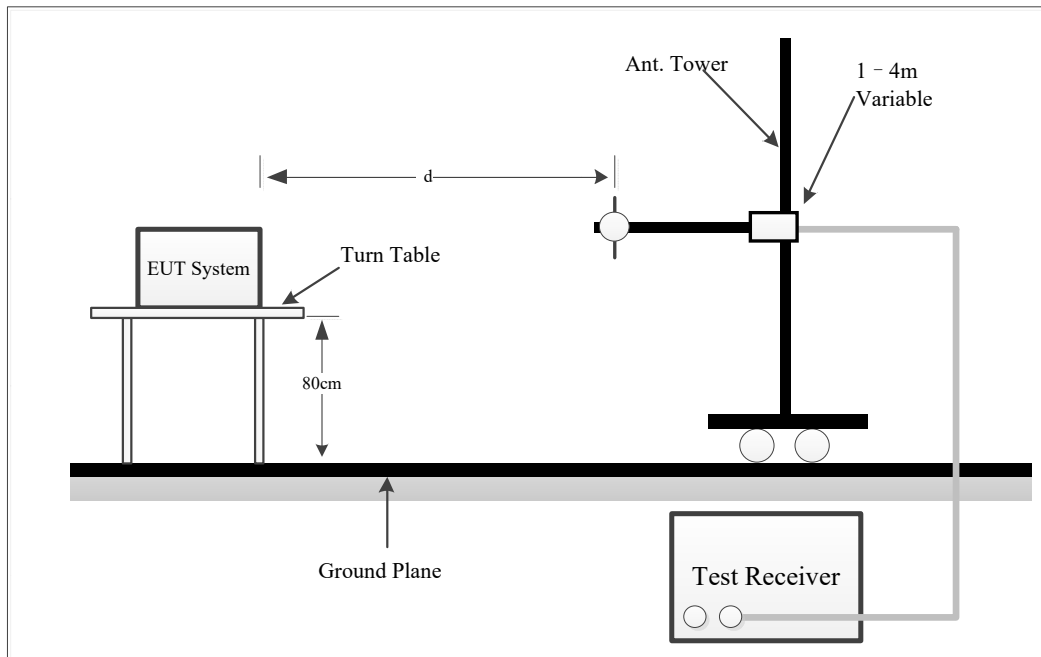 Ant. Tower
1 - 4m
Variable
d
EUT System
Turn Table
80cm
Ground Plane
Test Receiver